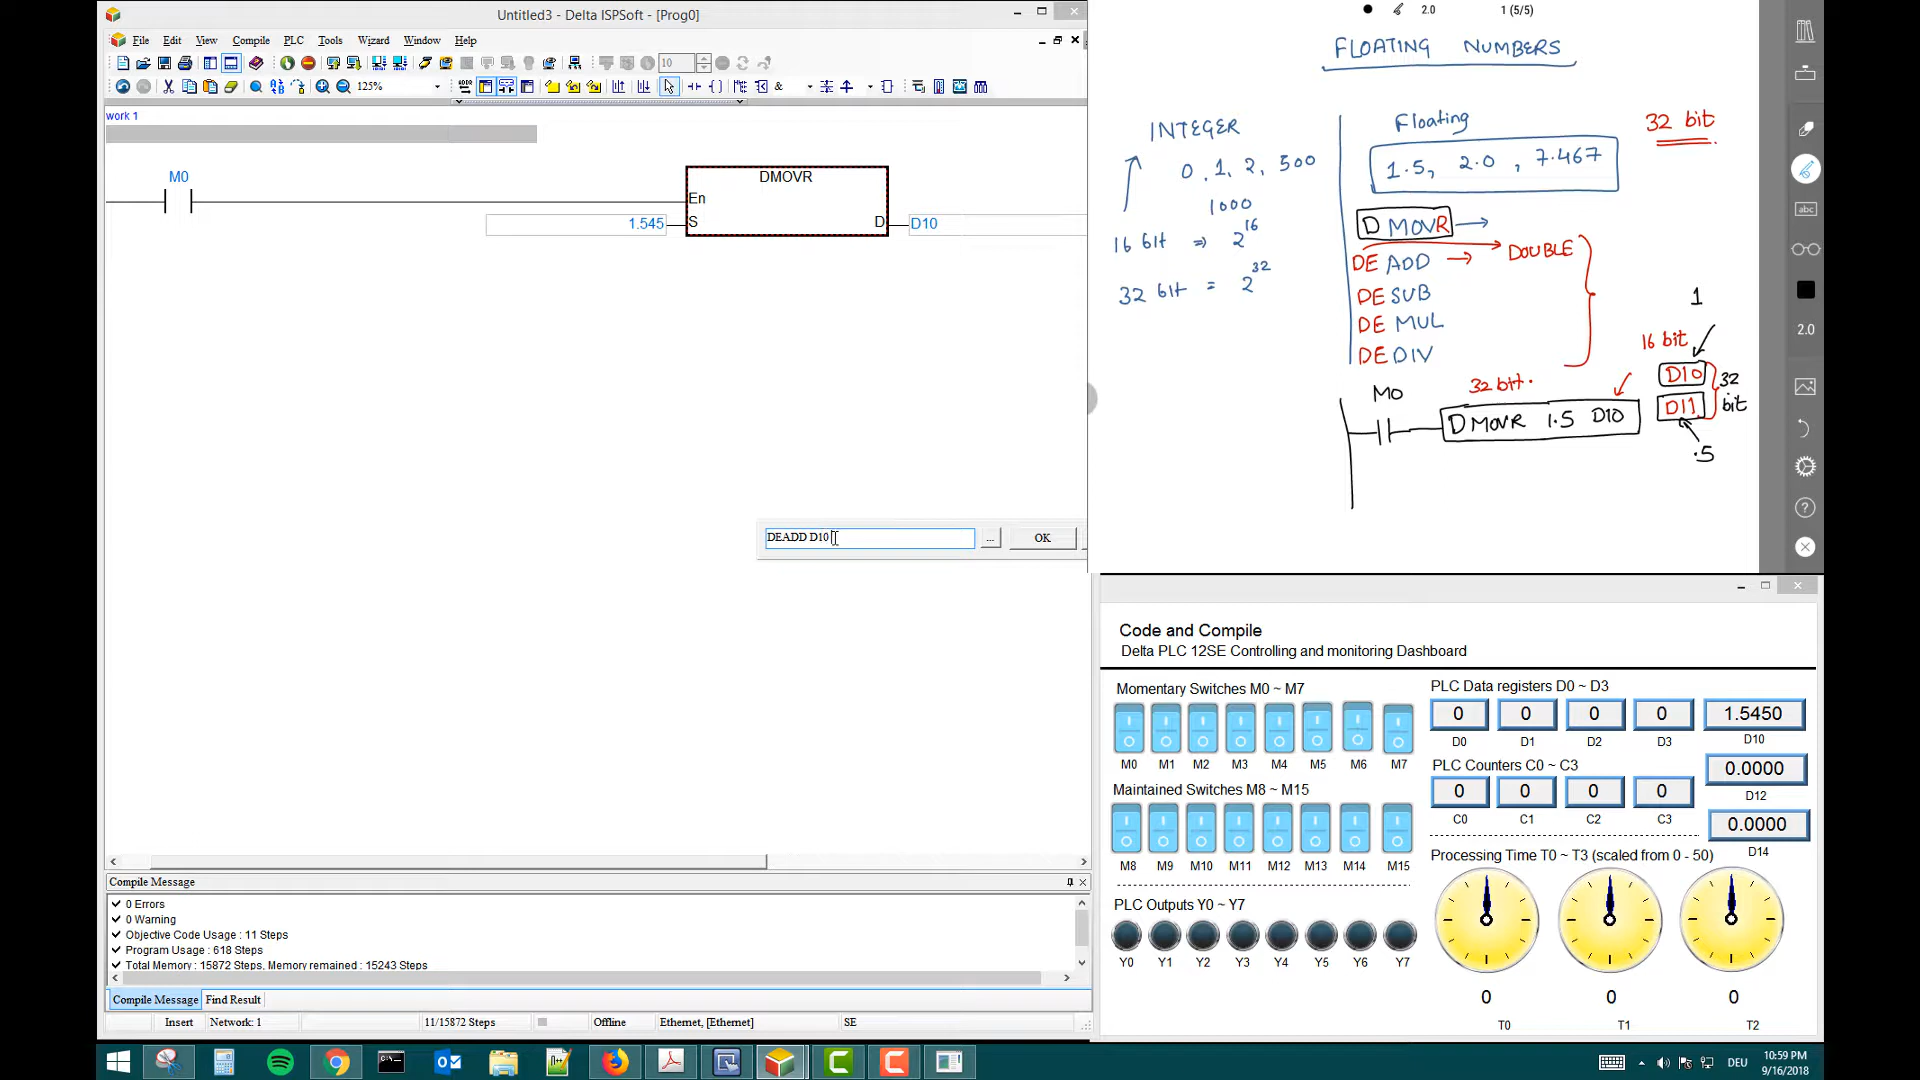 Untitled3 - Delta ISPSoft - [Prog0]
File Edit View Compile PLC Tools Wizard Window Help
10
125%
work 1
M0
DMOVR
En
1.545 S D D10
DEADD D10
... OK
Compile Message
0 Errors
0 Warning
Objective Code Usage : 11 Steps
Program Usage : 618 Steps
Total Memory : 15872 Steps, Memory remained : 15243 Steps
Compile Message Find Result
Insert Network: 1 11/15872 Steps Offline Ethernet, [Ethernet] SE
2.0 1 (5/5)
FLOATING NUMBERS
INTEGER
0, 1, 2, 500
1000
16 bit ⇒ 2^16
32 bit = 2^32
Floating
32 bit
1.5, 2.0, 7.467
D MOVR →
DE ADD → DOUBLE
DE SUB
DE MUL
DE DIV
1
16 bit
D10
D11
32 bit
.5
M0
32 bit.
D MOVR 1.5 D10
abc
2.0
Code and Compile
Delta PLC 12SE Controlling and monitoring Dashboard
Momentary Switches M0 ~ M7
M0 M1 M2 M3 M4 M5 M6 M7
Maintained Switches M8 ~ M15
M8 M9 M10 M11 M12 M13 M14 M15
PLC Outputs Y0 ~ Y7
Y0 Y1 Y2 Y3 Y4 Y5 Y6 Y7
PLC Data registers D0 ~ D3
0 0 0 0 1.5450
D0 D1 D2 D3 D10
PLC Counters C0 ~ C3
0.0000
D12
0 0 0 0
C0 C1 C2 C3
0.0000
D14
Processing Time T0 ~ T3 (scaled from 0 - 50)
0 0 0
T0 T1 T2
DEU
10:59 PM
9/16/2018